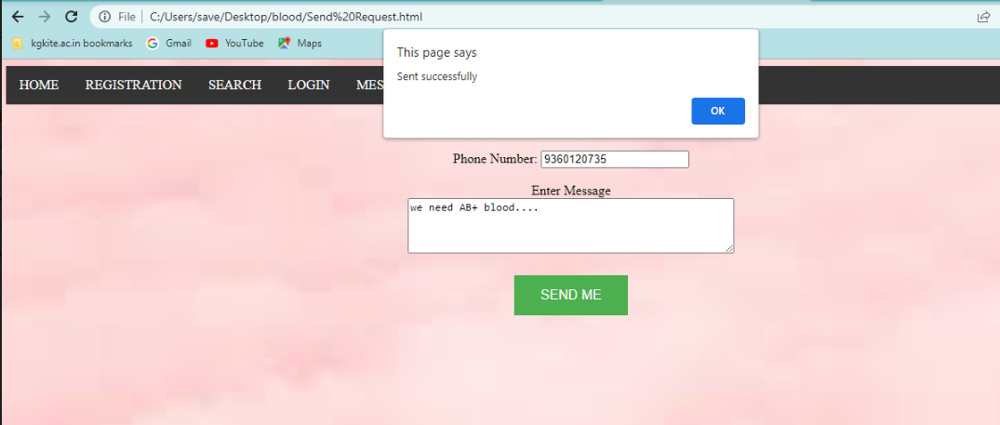 File C:/Users/save/Desktop/blood/Send%20Request.html
kgkite.ac.in bookmarks Gmail YouTube Maps
This page says
Sent successfully
OK
HOME REGISTRATION SEARCH LOGIN MES
Phone Number: 9360120735
Enter Message
we need AB+ blood....
SEND ME